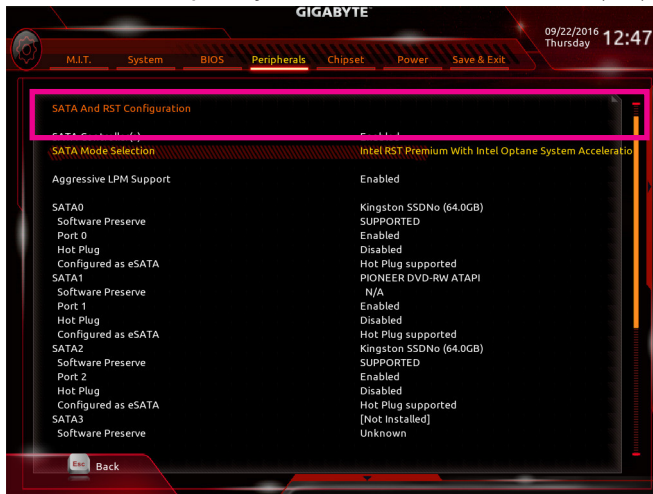 GIGABYTE
09/22/2016 Thursday 12:47
M.I.T. System BIOS Peripherals Chipset Power Save & Exit
SATA And RST Configuration
SATA Controller(s) Enabled
SATA Mode Selection Intel RST Premium With Intel Optane System Acceleratio
Aggressive LPM Support Enabled
SATA0 Kingston SSDNo (64.0GB)
Software Preserve SUPPORTED
Port 0 Enabled
Hot Plug Disabled
Configured as eSATA Hot Plug supported
SATA1 PIONEER DVD-RW ATAPI
Software Preserve N/A
Port 1 Enabled
Hot Plug Disabled
Configured as eSATA Hot Plug supported
SATA2 Kingston SSDNo (64.0GB)
Software Preserve SUPPORTED
Port 2 Enabled
Hot Plug Disabled
Configured as eSATA Hot Plug supported
SATA3 [Not Installed]
Software Preserve Unknown
Esc Back